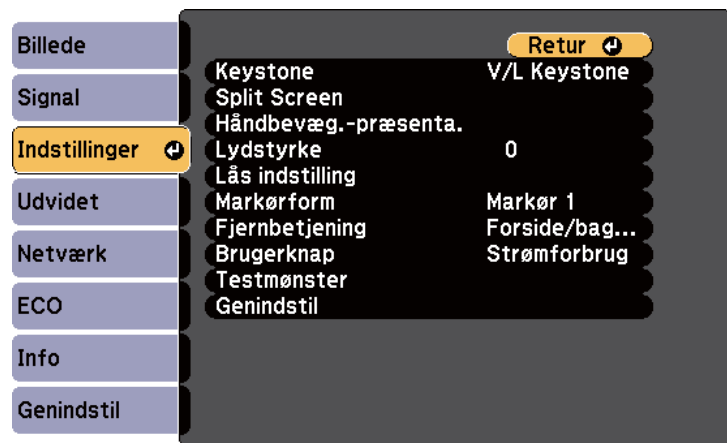 Billede
Signal
Indstillinger
Udvidet
Netværk
ECO
Info
Genindstil
Retur
Keystone V/L Keystone
Split Screen
Håndbevæg.-præsenta.
Lydstyrke 0
Lås indstilling
Markørform Markør 1
Fjernbetjening Forside/bag...
Brugerknap Strømforbrug
Testmønster
Genindstil